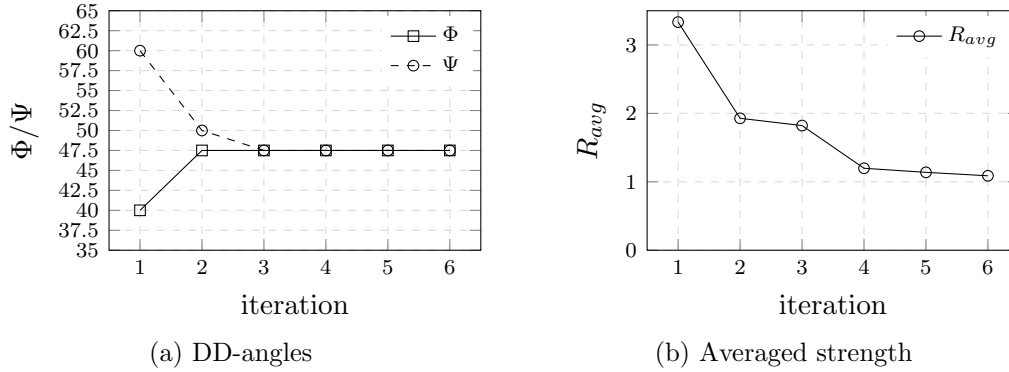 65
62.5
60
57.5
55
52.5
50
47.5
45
42.5
40
37.5
35
Φ/Ψ
Φ
Ψ
1 2 3 4 5 6
iteration
(a) DD-angles
3
2
1
0
R_avg
R_avg
1 2 3 4 5 6
iteration
(b) Averaged strength